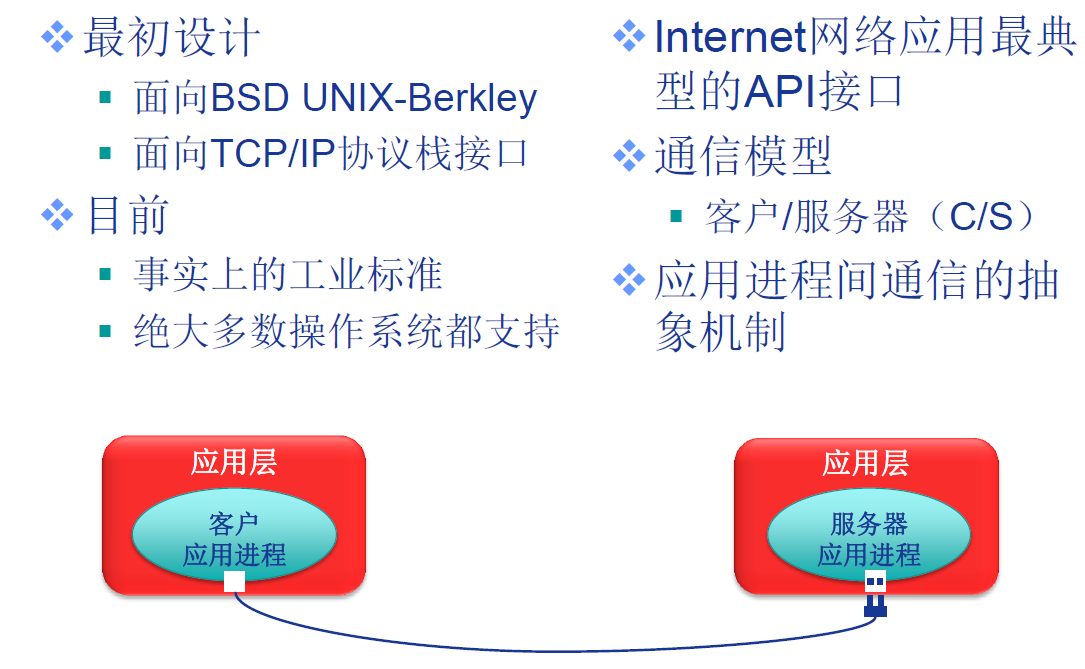 最初设计
面向BSD UNIX-Berkley
面向TCP/IP协议栈接口
目前
事实上的工业标准
绝大多数操作系统都支持
Internet网络应用最典
型的API接口
通信模型
客户/服务器（C/S）
应用进程间通信的抽
象机制
应用层
客户
应用进程
应用层
服务器
应用进程